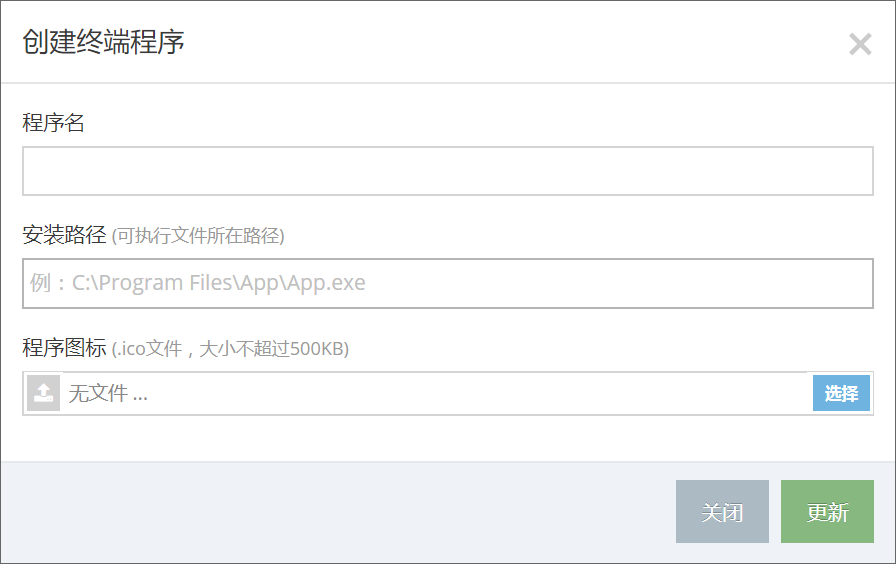 创建终端程序
程序名
安装路径 (可执行文件所在路径)
例：C:\Program Files\App\App.exe
程序图标 (.ico文件，大小不超过500KB)
无文件 ... 选择
关闭 更新